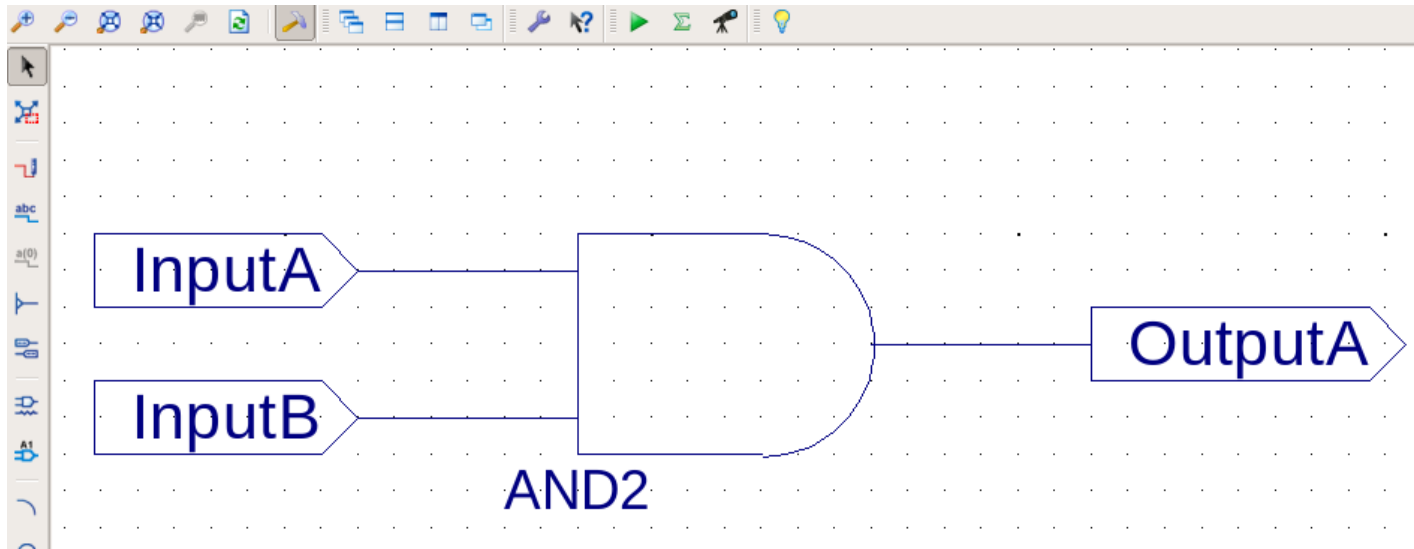 abc
a(0)
A1
InputA
InputB
AND2
OutputA